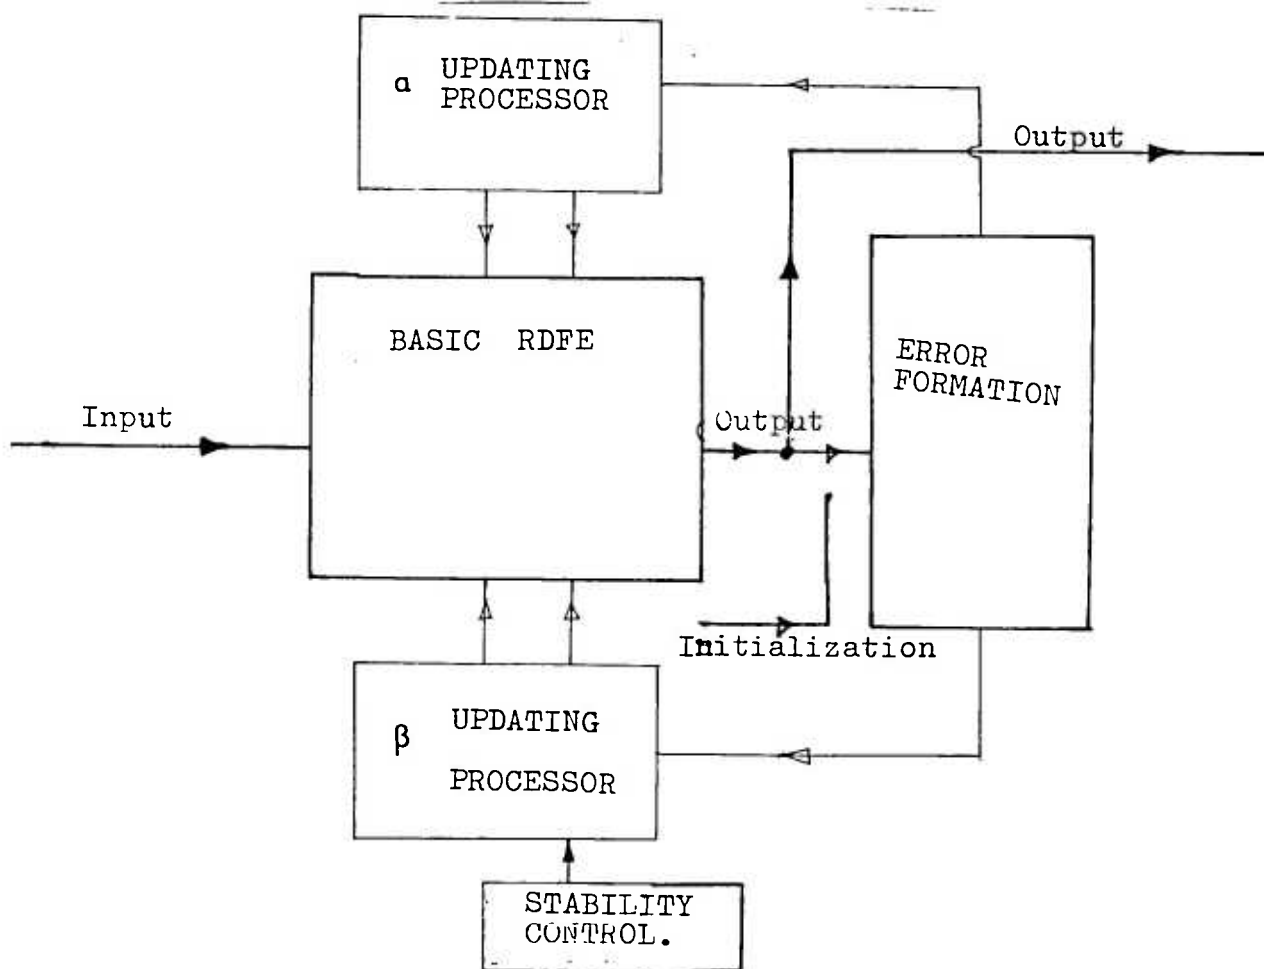 α UPDATING
PROCESSOR
Output
BASIC RDFE
ERROR
FORMATION
Input
Output
Initialization
β UPDATING
PROCESSOR
STABILITY
CONTROL.